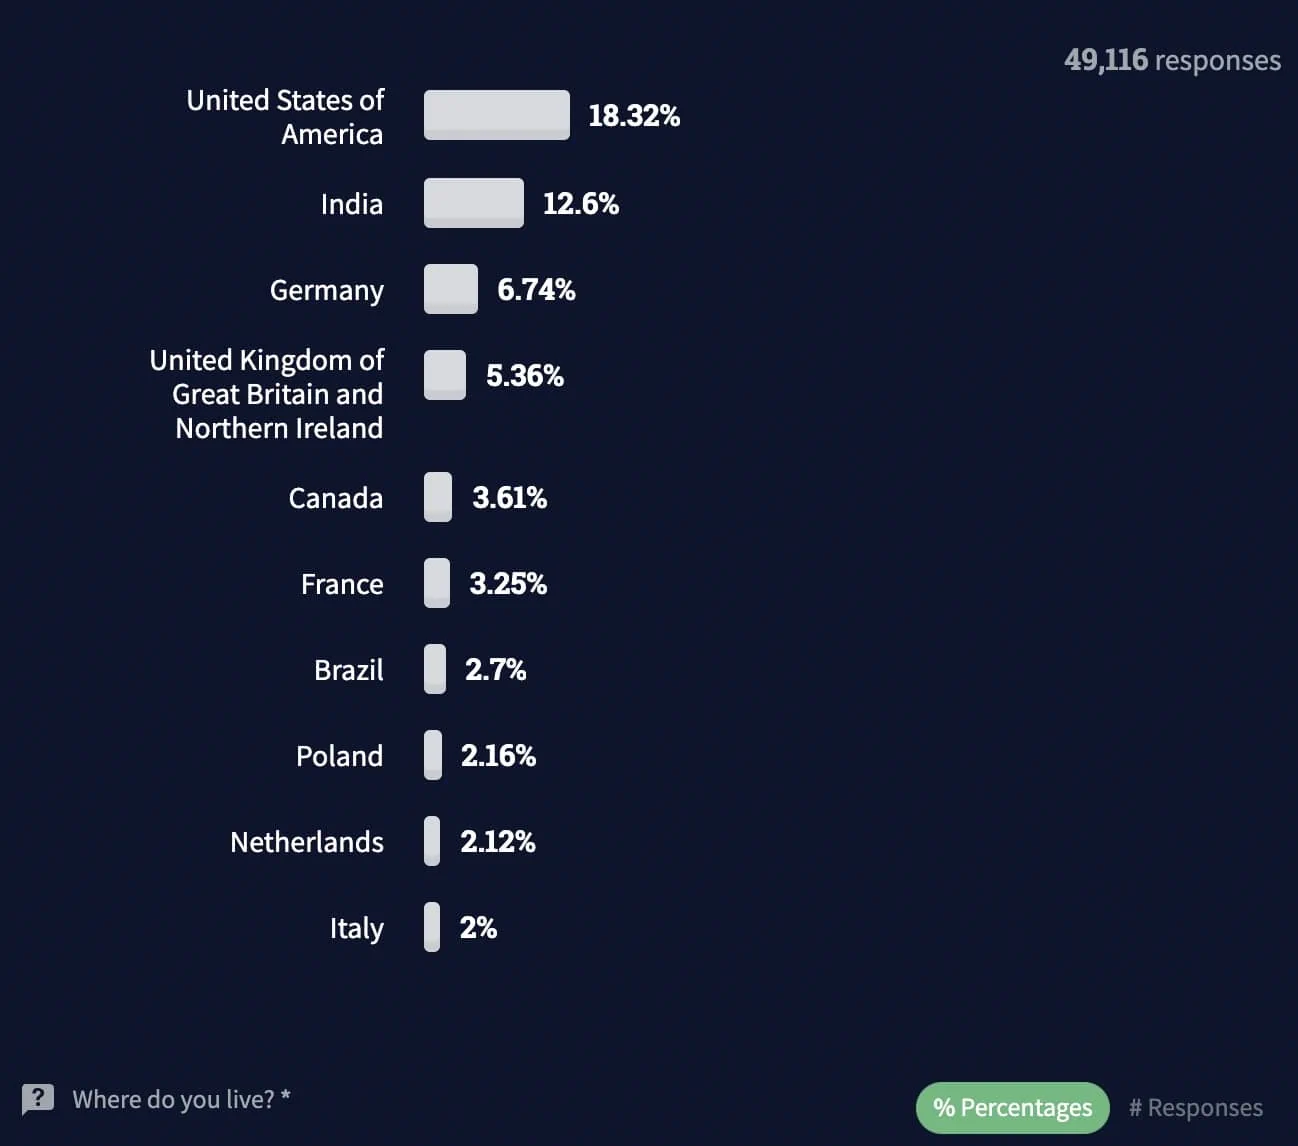 49,116 responses
United States of
America
18.32%
India
12.6%
Germany
6.74%
United Kingdom of
Great Britain and
Northern Ireland
5.36%
Canada
3.61%
France
3.25%
Brazil
2.7%
Poland
2.16%
Netherlands
2.12%
Italy
2%
? Where do you live? *
% Percentages
# Responses